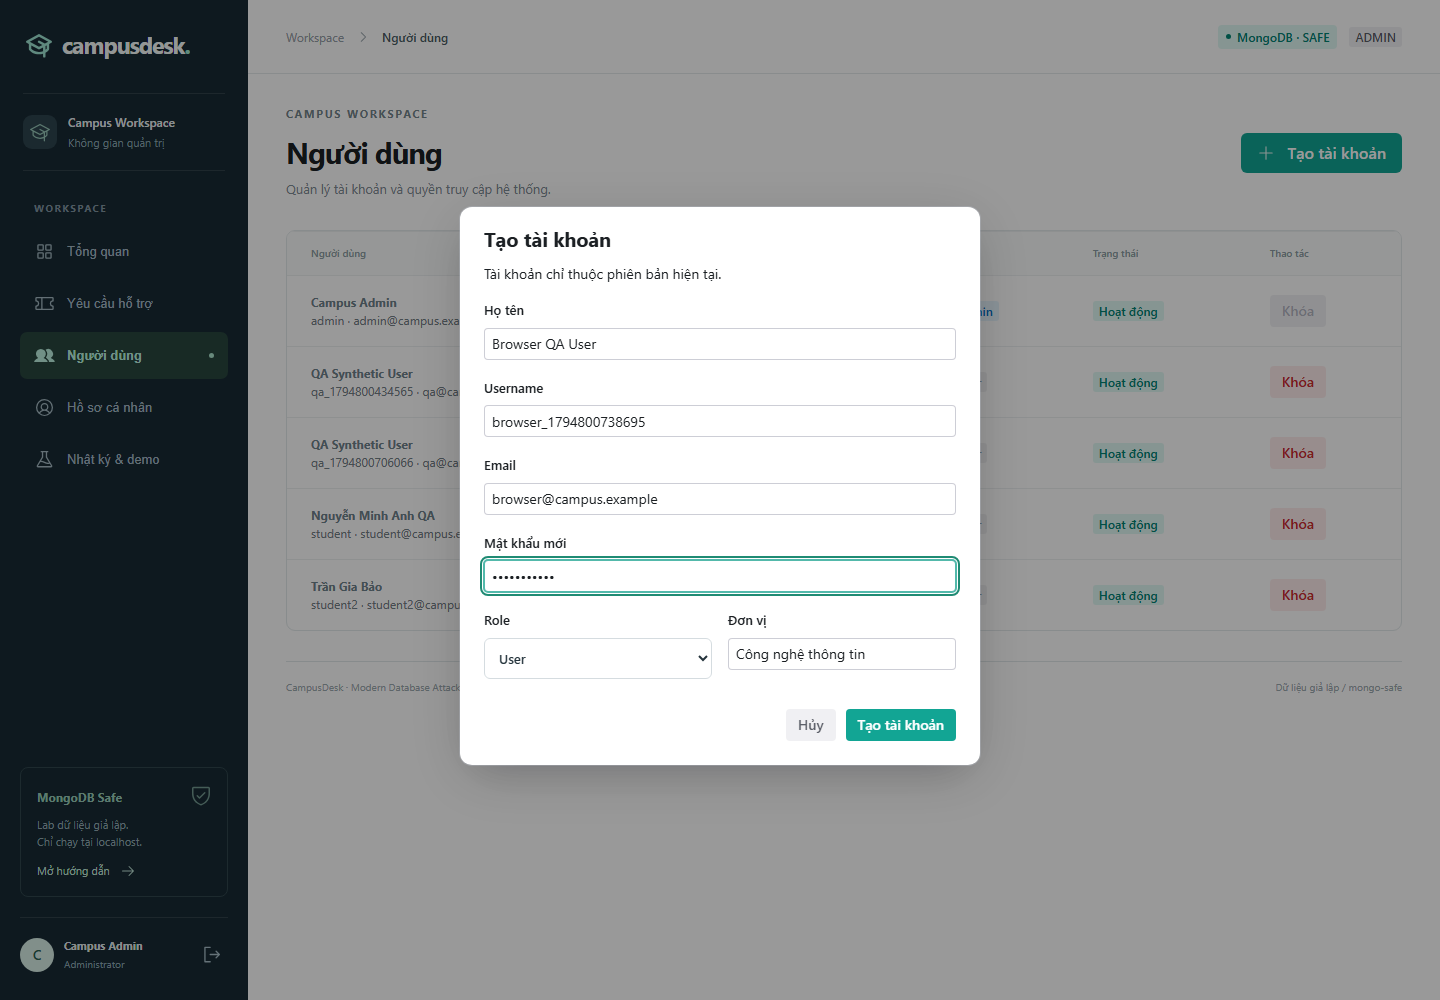 campusdesk.
Campus Workspace
Không gian quản trị
WORKSPACE
Tổng quan
Yêu cầu hỗ trợ
Người dùng
Hồ sơ cá nhân
Nhật ký & demo
MongoDB Safe
Lab dữ liệu giả lập.
Chỉ chạy tại localhost.
Mở hướng dẫn
C
Campus Admin
Administrator
Workspace
Người dùng
MongoDB · SAFE
ADMIN
CAMPUS WORKSPACE
Người dùng
Quản lý tài khoản và quyền truy cập hệ thống.
Tạo tài khoản
Người dùng
Trạng thái
Thao tác
Campus Admin
admin · admin@campus.exa
Hoạt động
Khóa
QA Synthetic User
qa_1794800434565 · qa@ca
Hoạt động
Khóa
QA Synthetic User
qa_1794800706066 · qa@ca
Hoạt động
Khóa
Nguyễn Minh Anh QA
student · student@campus.e
Hoạt động
Khóa
Trần Gia Bảo
student2 · student2@campu
Hoạt động
Khóa
CampusDesk · Modern Database Attack
Dữ liệu giả lập / mongo-safe
Tạo tài khoản
Tài khoản chỉ thuộc phiên bản hiện tại.
Họ tên
Browser QA User
Username
browser_1794800738695
Email
browser@campus.example
Mật khẩu mới
•••••••••••
Role
User
Đơn vị
Công nghệ thông tin
Hủy
Tạo tài khoản